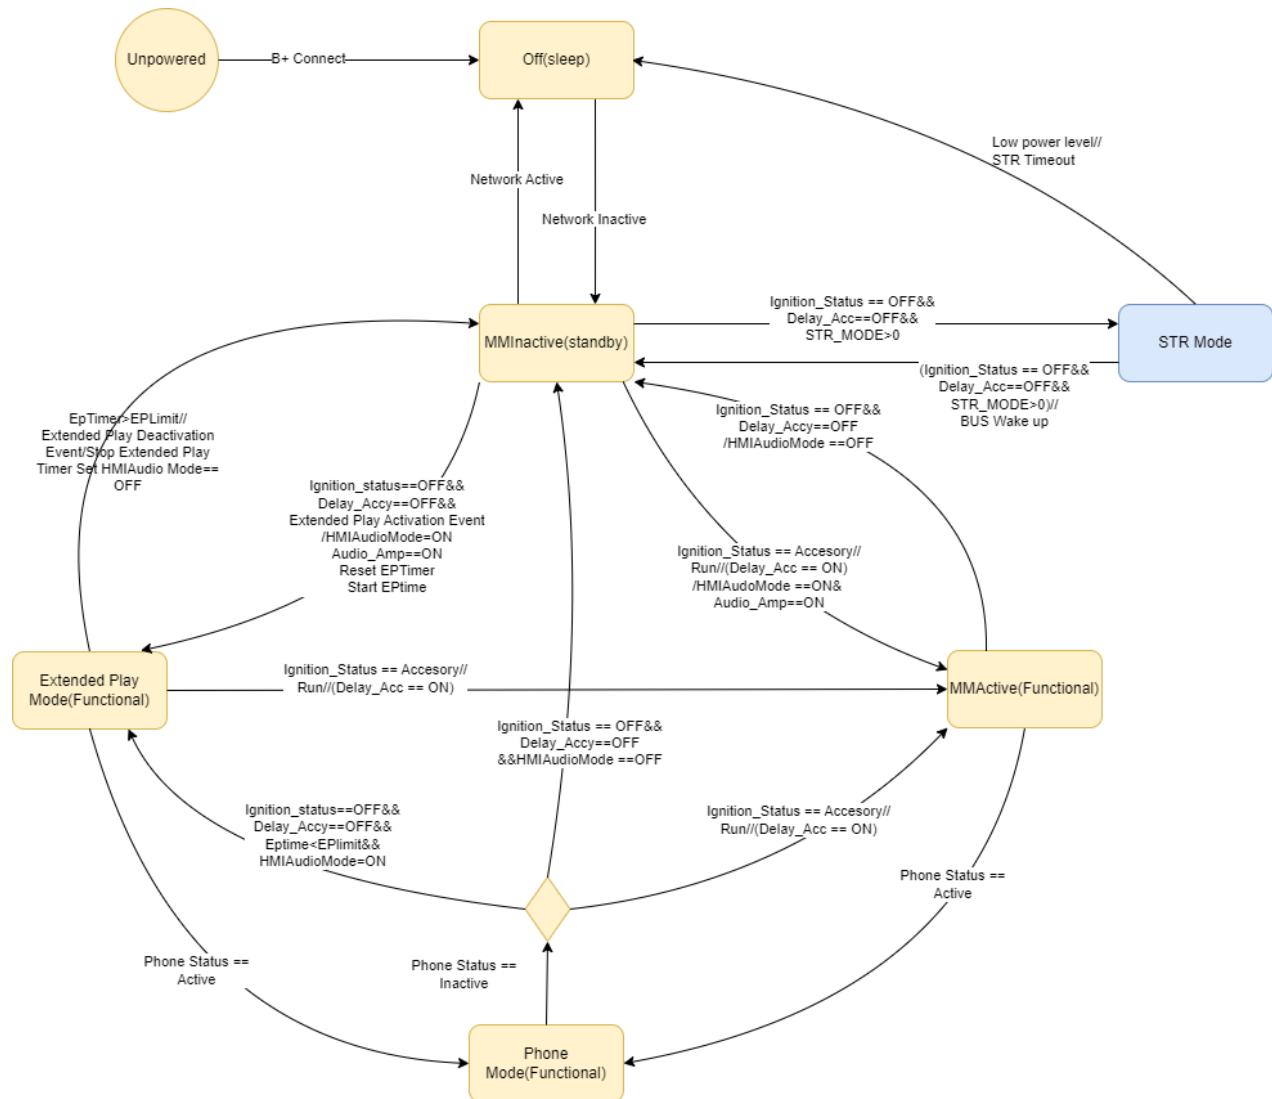 Unpowered
B+ Connect
Off(sleep)
Low power level//
STR Timeout
Network Active
Network Inactive
MMInactive(standby)
Ignition_Status == OFF&&
Delay_Acc==OFF&&
STR_MODE>0
STR Mode
(Ignition_Status == OFF&&
Delay_Acc==OFF&&
STR_MODE>0)//
BUS Wake up
Ignition_Status == OFF&&
Delay_Accy==OFF
/HMIAudioMode ==OFF
EpTimer>EPLimit//
Extended Play Deactivation
Event/Stop Extended Play
Timer Set HMIAudio Mode==
OFF
Ignition_status==OFF&&
Delay_Accy==OFF&&
Extended Play Activation Event
/HMIAudioMode=ON
Audio_Amp==ON
Reset EPTimer
Start EPtime
Ignition_Status == Accesory//
Run//(Delay_Acc == ON)
/HMIAudoMode ==ON&
Audio_Amp==ON
Extended Play
Mode(Functional)
Ignition_Status == Accesory//
Run//(Delay_Acc == ON)
MMActive(Functional)
Ignition_Status == OFF&&
Delay_Accy==OFF
&&HMIAudioMode ==OFF
Ignition_status==OFF&&
Delay_Accy==OFF&&
Eptime<EPlimit&&
HMIAudioMode=ON
Ignition_Status == Accesory//
Run//(Delay_Acc == ON)
Phone Status ==
Active
Phone Status ==
Active
Phone Status ==
Inactive
Phone
Mode(Functional)